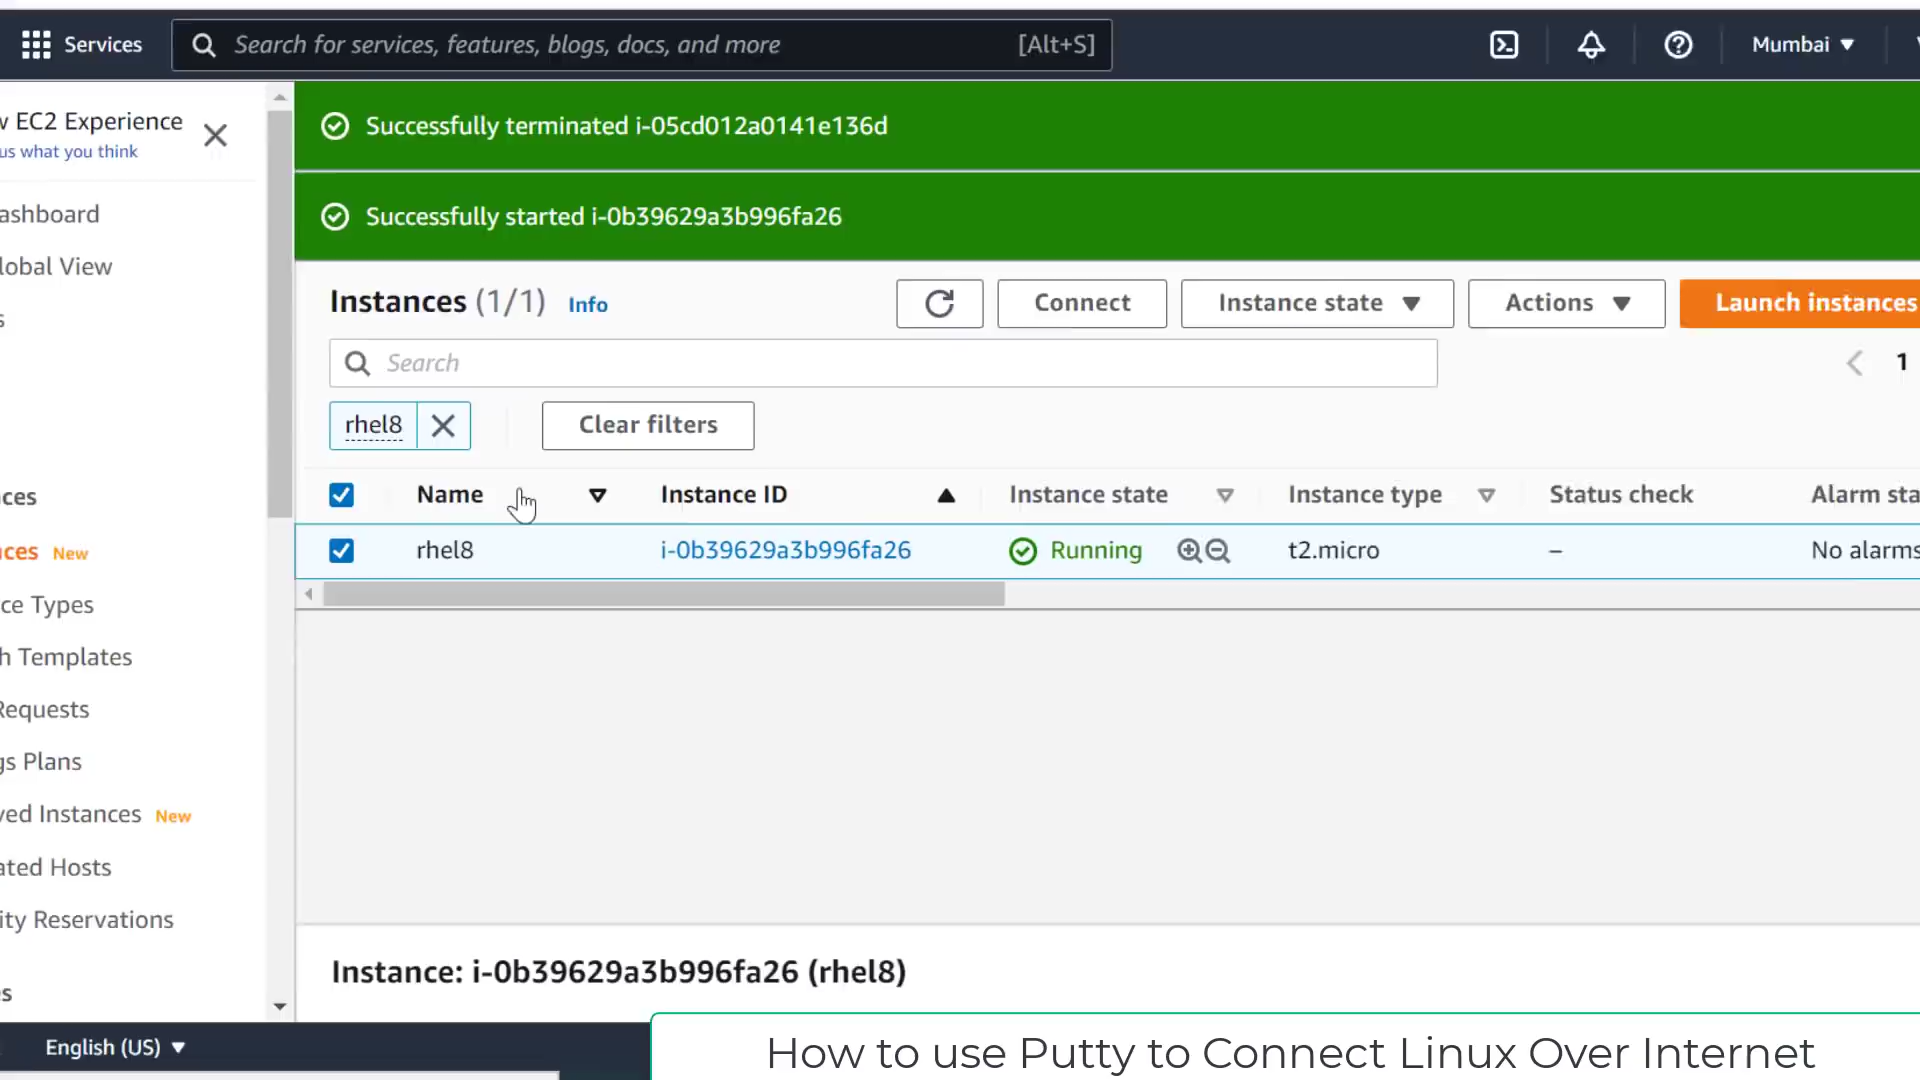 Services
Search for services, features, blogs, docs, and more [Alt+S]
Mumbai ▼
w EC2 Experience
us what you think
ashboard
lobal View
s
ces
ces New
ce Types
h Templates
Requests
gs Plans
ved Instances New
ated Hosts
ity Reservations
s
Successfully terminated i-05cd012a0141e136d
Successfully started i-0b39629a3b996fa26
Instances (1/1) Info
Connect
Instance state ▼
Actions ▼
Launch instances
Search
1
rhel8
Clear filters
Name Instance ID Instance state Instance type Status check Alarm sta
rhel8 i-0b39629a3b996fa26 Running t2.micro – No alarms
Instance: i-0b39629a3b996fa26 (rhel8)
English (US) ▼
How to use Putty to Connect Linux Over Internet